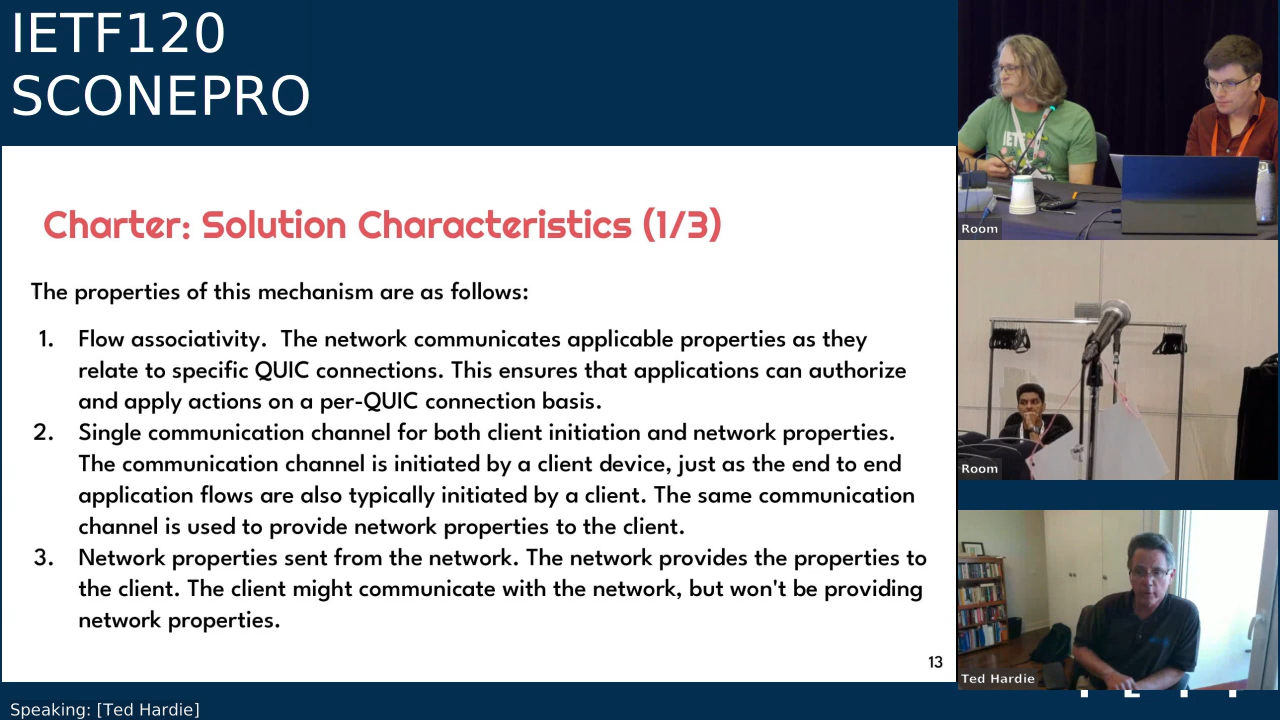 IETF120
SCONEPRO
Charter: Solution Characteristics (1/3)
The properties of this mechanism are as follows:
1. Flow associativity. The network communicates applicable properties as they
relate to specific QUIC connections. This ensures that applications can authorize
and apply actions on a per-QUIC connection basis.
2. Single communication channel for both client initiation and network properties.
The communication channel is initiated by a client device, just as the end to end
application flows are also typically initiated by a client. The same communication
channel is used to provide network properties to the client.
3. Network properties sent from the network. The network provides the properties to
the client. The client might communicate with the network, but won't be providing
network properties.
13
Speaking: [Ted Hardie]
IETF
Room
Room
Ted Hardie